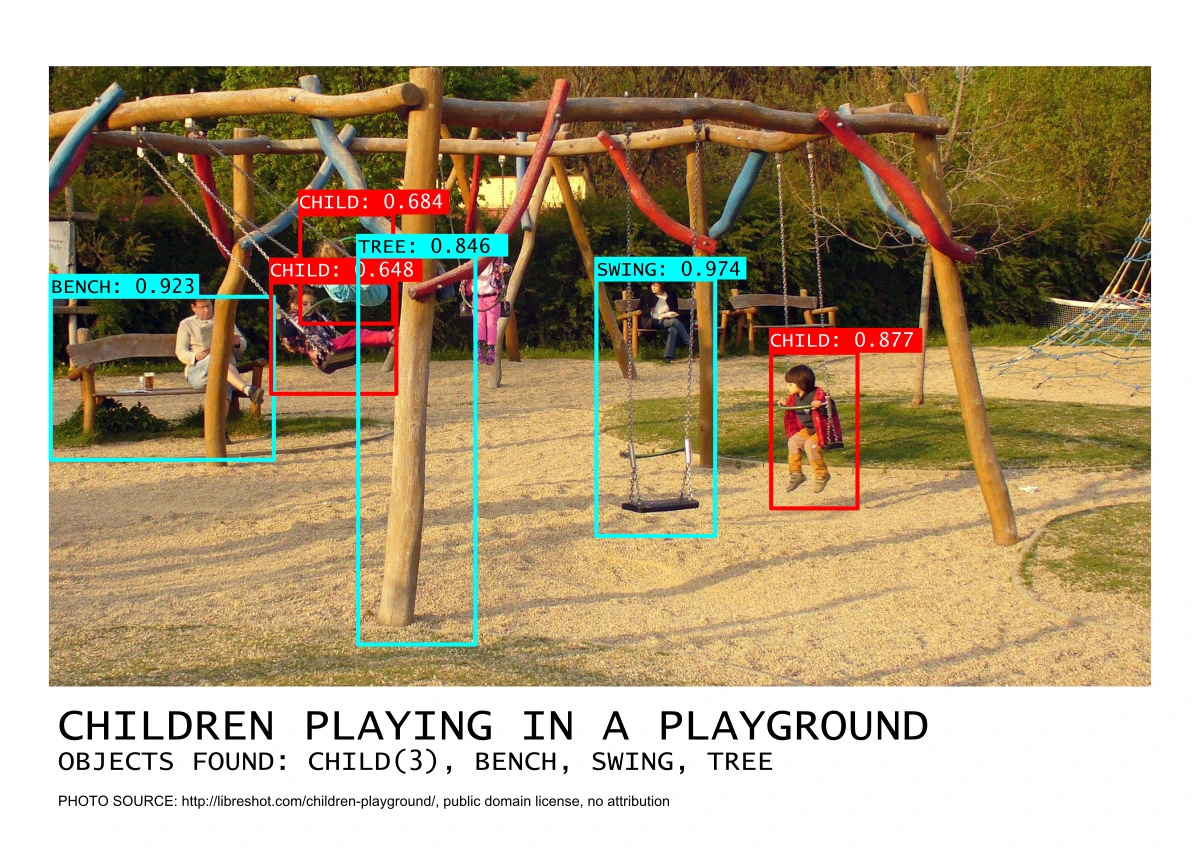 CHILD: 0.684
TREE: 0.846
CHILD: 0.648
SWING: 0.974
BENCH: 0.923
CHILD: 0.877
CHILDREN PLAYING IN A PLAYGROUND
OBJECTS FOUND: CHILD(3), BENCH, SWING, TREE
PHOTO SOURCE: http://libreshot.com/children-playground/, public domain license, no attribution